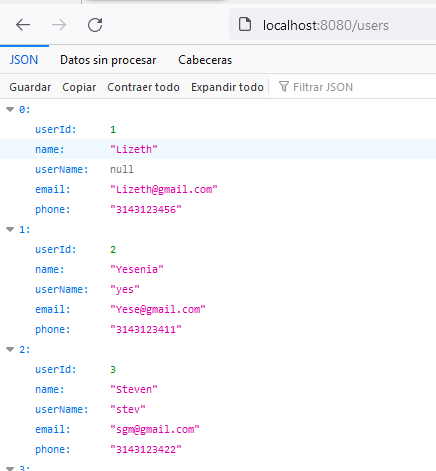 localhost:8080/users
JSON Datos sin procesar Cabeceras
Guardar Copiar Contraer todo Expandir todo Filtrar JSON
0:
userId: 1
name: "Lizeth"
userName: null
email: "Lizeth@gmail.com"
phone: "3143123456"
1:
userId: 2
name: "Yesenia"
userName: "yes"
email: "Yese@gmail.com"
phone: "3143123411"
2:
userId: 3
name: "Steven"
userName: "stev"
email: "sgm@gmail.com"
phone: "3143123422"
3: